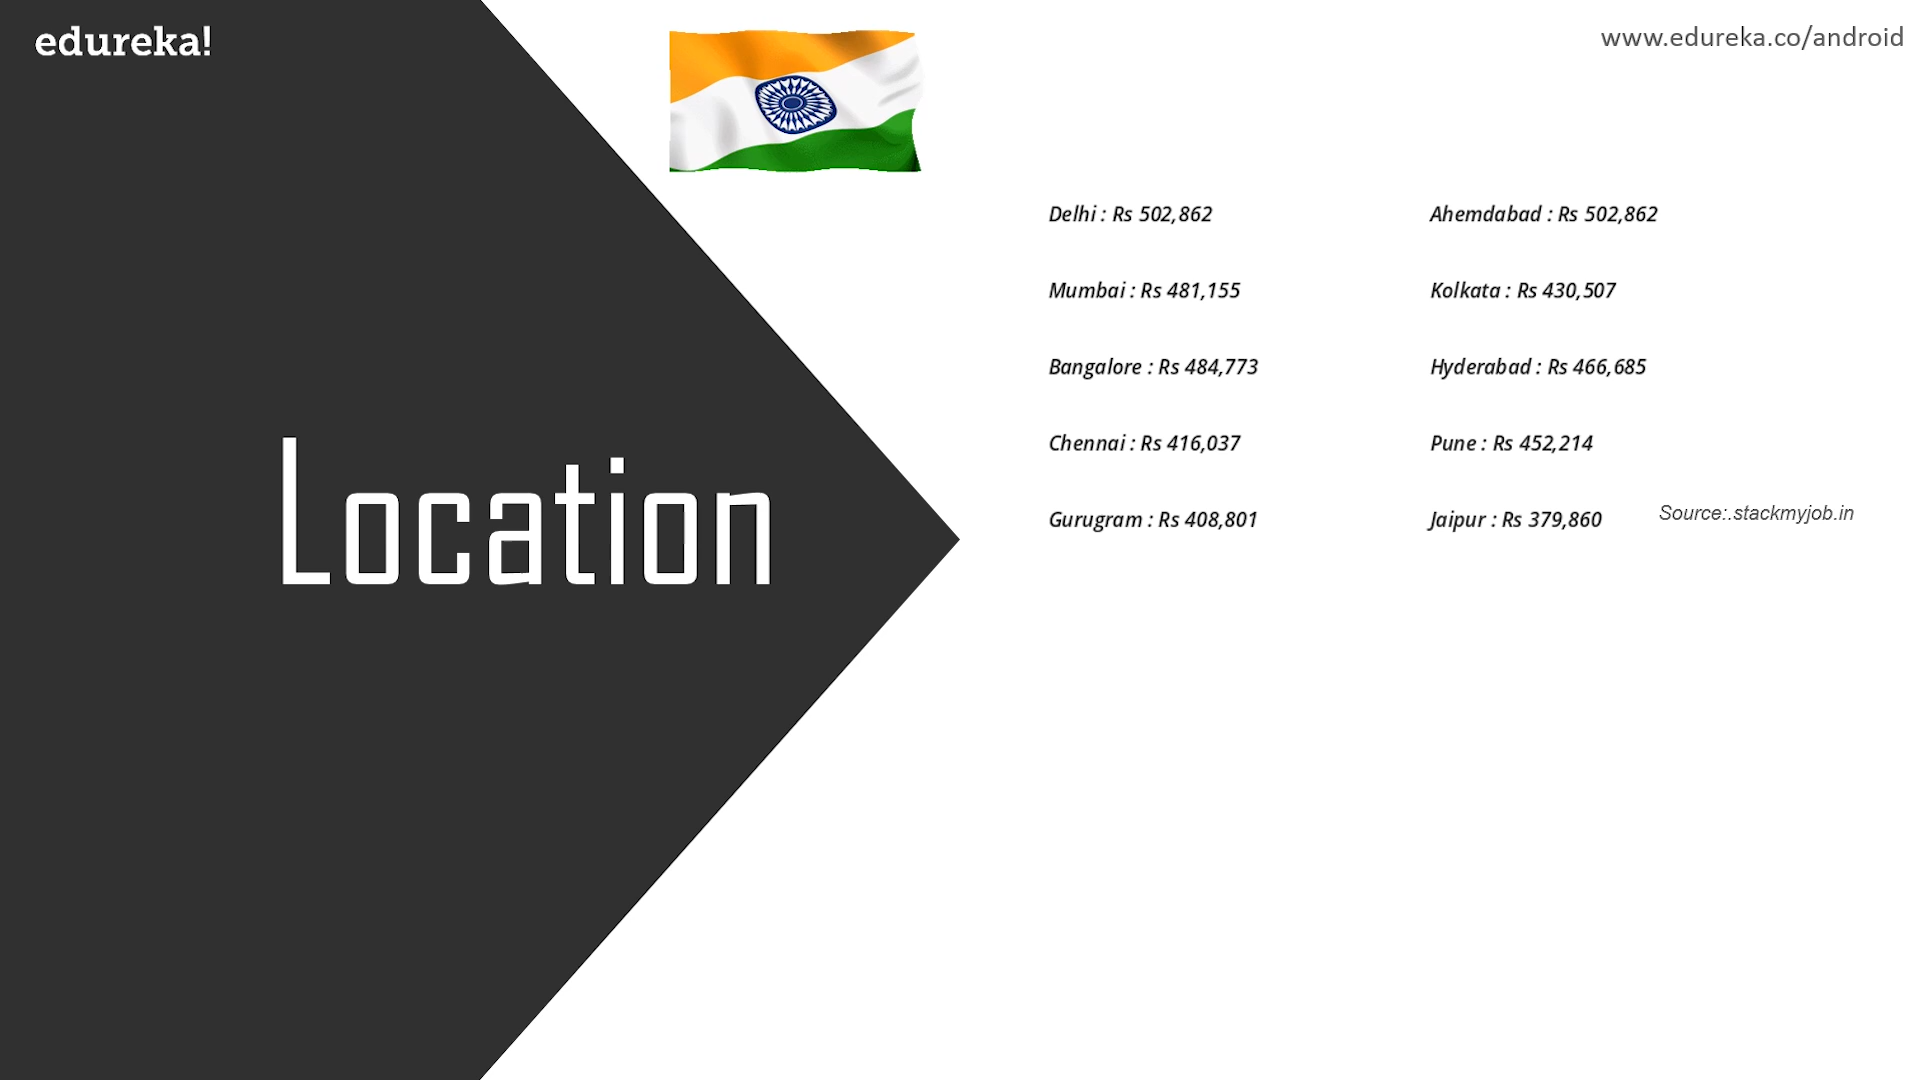 edureka!
www.edureka.co/android
Delhi : Rs 502,862
Ahemdabad : Rs 502,862
Mumbai : Rs 481,155
Kolkata : Rs 430,507
Bangalore : Rs 484,773
Hyderabad : Rs 466,685
Chennai : Rs 416,037
Pune : Rs 452,214
Gurugram : Rs 408,801
Jaipur : Rs 379,860
Source:.stackmyjob.in
Location